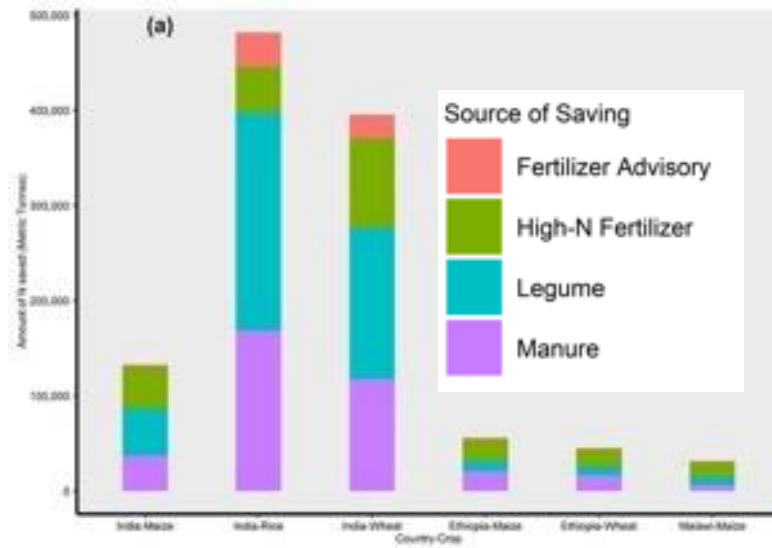 (a)
500,000
400,000
300,000
200,000
100,000
0
Amount of N saved (Metric Tonnes)
Source of Saving
Fertilizer Advisory
High-N Fertilizer
Legume
Manure
India-Maize
India-Rice
India-Wheat
Ethiopia-Maize
Ethiopia-Wheat
Malawi-Maize
Country-Crop